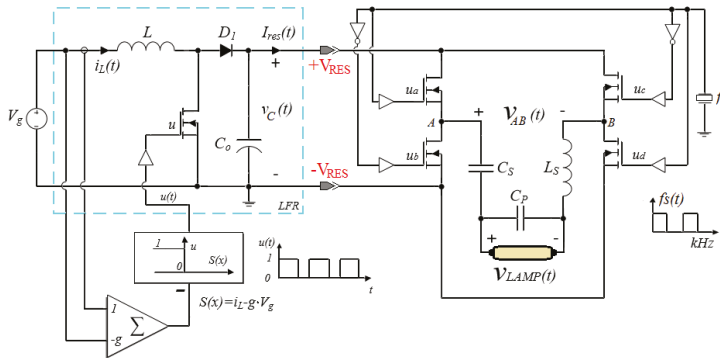 L
D1
Ires(t)
iL(t)
+
+VRES
Vg
+
-
u
vC(t)
Co
-
-VRES
LFR
u(t)
ua
uc
f
A
+
vAB(t)
-
B
ub
ud
CS
LS
CP
+
-
vLAMP(t)
fs(t)
kHz
1
u
0
S(x)
-
S(x)=iL-g·Vg
u(t)
1
0
t
1
-g
Σ